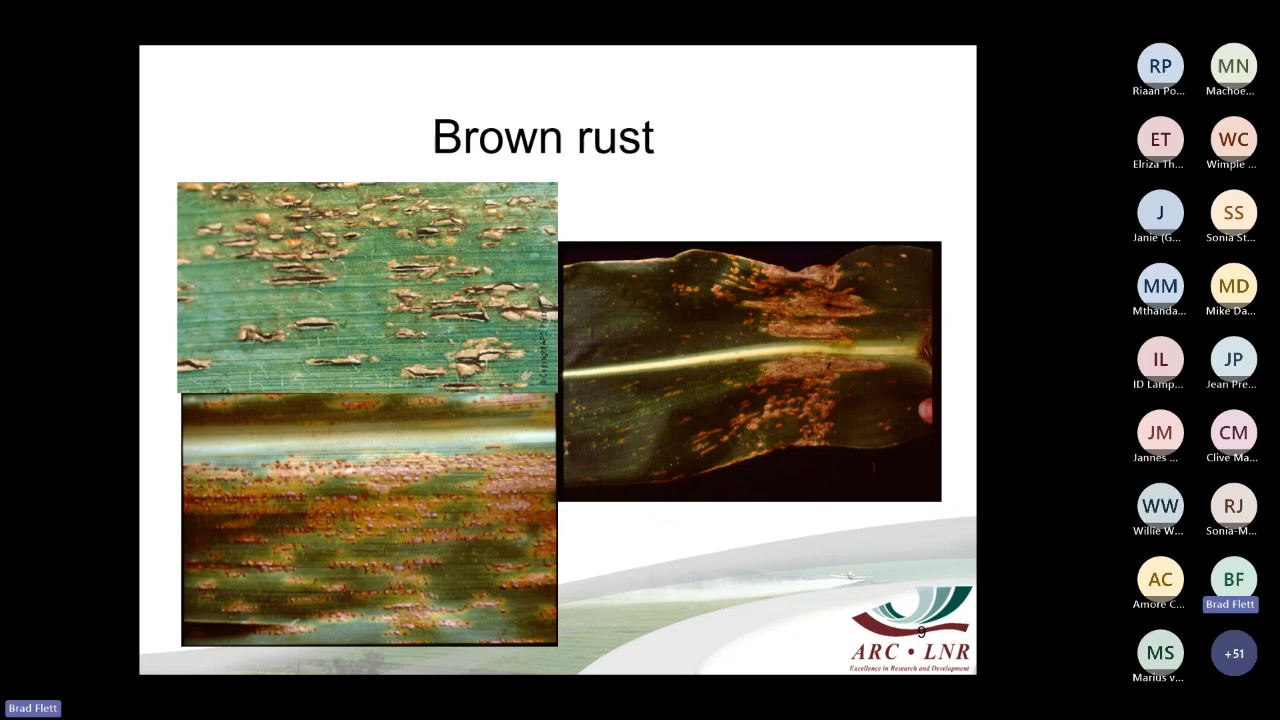 Brown rust
9
ARC • LNR
Excellence in Research and Development
RP
Riaan Po...
MN
Machoe...
ET
Elriza Th...
WC
Wimpie ...
J
Janie (G...
SS
Sonia St...
MM
Mthanda...
MD
Mike Da...
IL
ID Lamp...
JP
Jean Pre...
JM
Jannes ...
CM
Clive Ma...
WW
Willie W...
RJ
Sonia-M...
AC
Amore C...
BF
Brad Flett
MS
Marius v...
+51
Brad Flett